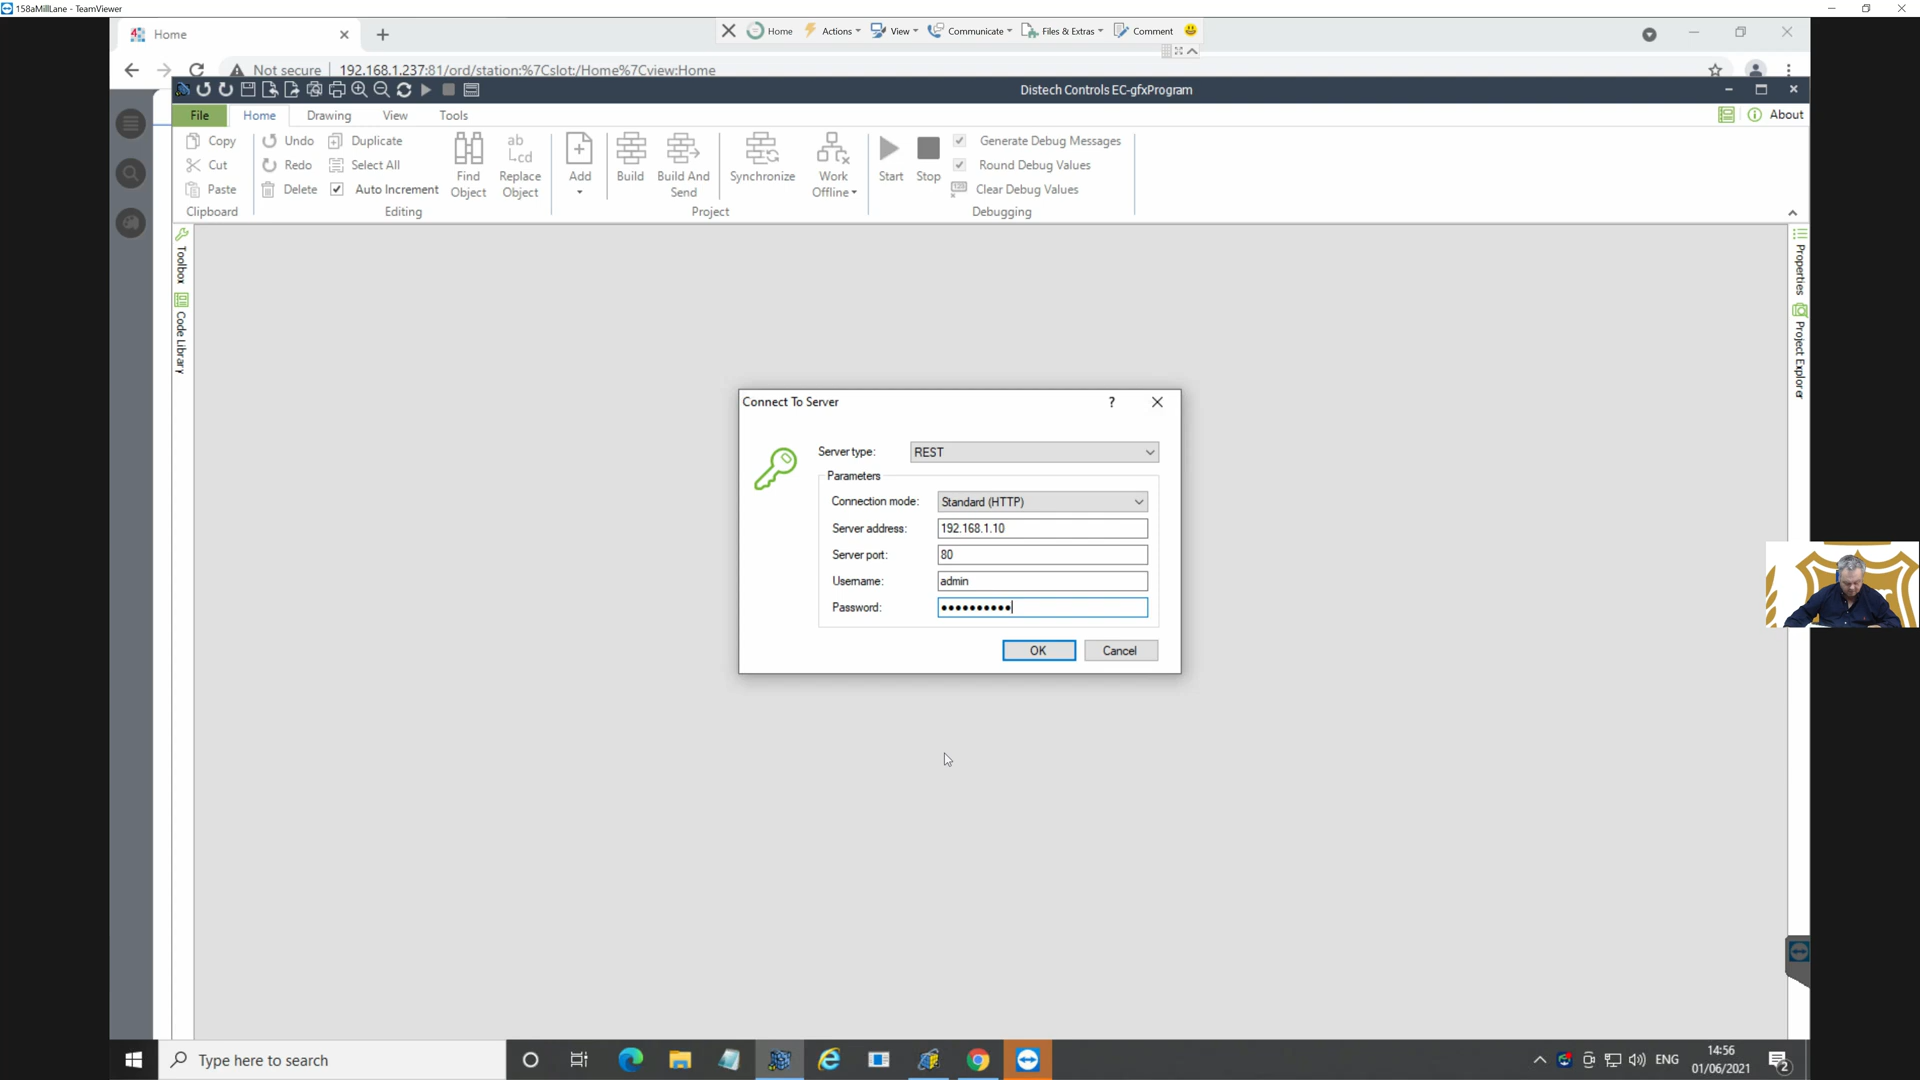 158aMillLane - TeamViewer
Home
Home Actions View Communicate Files & Extras Comment
Not secure 192.168.1.237:81/ord/station:%7Cslot:/Home%7Cview:Home
Distech Controls EC-gfxProgram
File Home Drawing View Tools About
Copy Undo Duplicate
Cut Redo Select All
Paste Delete Auto Increment
Find Object
ab
cd
Replace Object
Add
Build
Build And Send
Synchronize
Work Offline
Start
Stop
Generate Debug Messages
Round Debug Values
Clear Debug Values
Clipboard Editing Project Debugging
Toolbox
Code Library
Properties
Project Explorer
Connect To Server ?
Server type: REST
Parameters
Connection mode: Standard (HTTP)
Server address: 192.168.1.10
Server port: 80
Username: admin
Password: ••••••••••
OK Cancel
Type here to search
ENG
14:56
01/06/2021
2